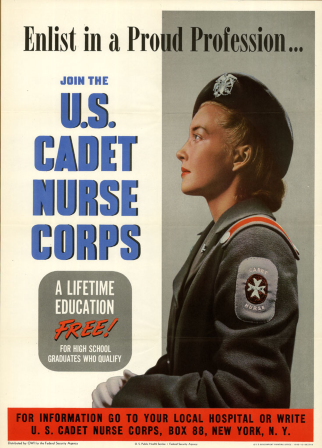 Enlist in a Proud Profession...
JOIN THE
U.S.
CADET
NURSE
CORPS
A LIFETIME
EDUCATION
FREE!
FOR HIGH SCHOOL
GRADUATES WHO QUALIFY
CADET
NURSE
FOR INFORMATION GO TO YOUR LOCAL HOSPITAL OR WRITE
U. S. CADET NURSE CORPS, BOX 88, NEW YORK, N. Y.